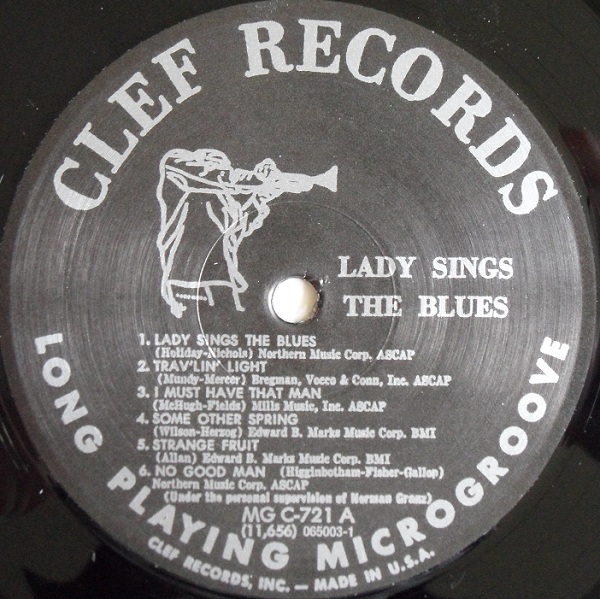 CLEF RECORDS
LADY SINGS
THE BLUES
1. LADY SINGS THE BLUES
(Holiday-Nichols) Northern Music Corp. ASCAP
2. TRAV'LIN' LIGHT
(Mundy-Mercer) Bregman, Vocco & Conn, Inc. ASCAP
3. I MUST HAVE THAT MAN
(McHugh-Fields) Mills Music, Inc. ASCAP
4. SOME OTHER SPRING
(Wilson-Herzog) Edward B. Marks Music Corp. BMI
5. STRANGE FRUIT
(Allan) Edward B. Marks Music Corp. BMI
6. NO GOOD MAN (Higginbotham-Fisher-Gallop)
Northern Music Corp. ASCAP
(Under the personal supervision of Norman Granz)
MG C-721 A
(11,656) 065003-1
LONG PLAYING MICROGROOVE
CLEF RECORDS, INC. — MADE IN U.S.A.